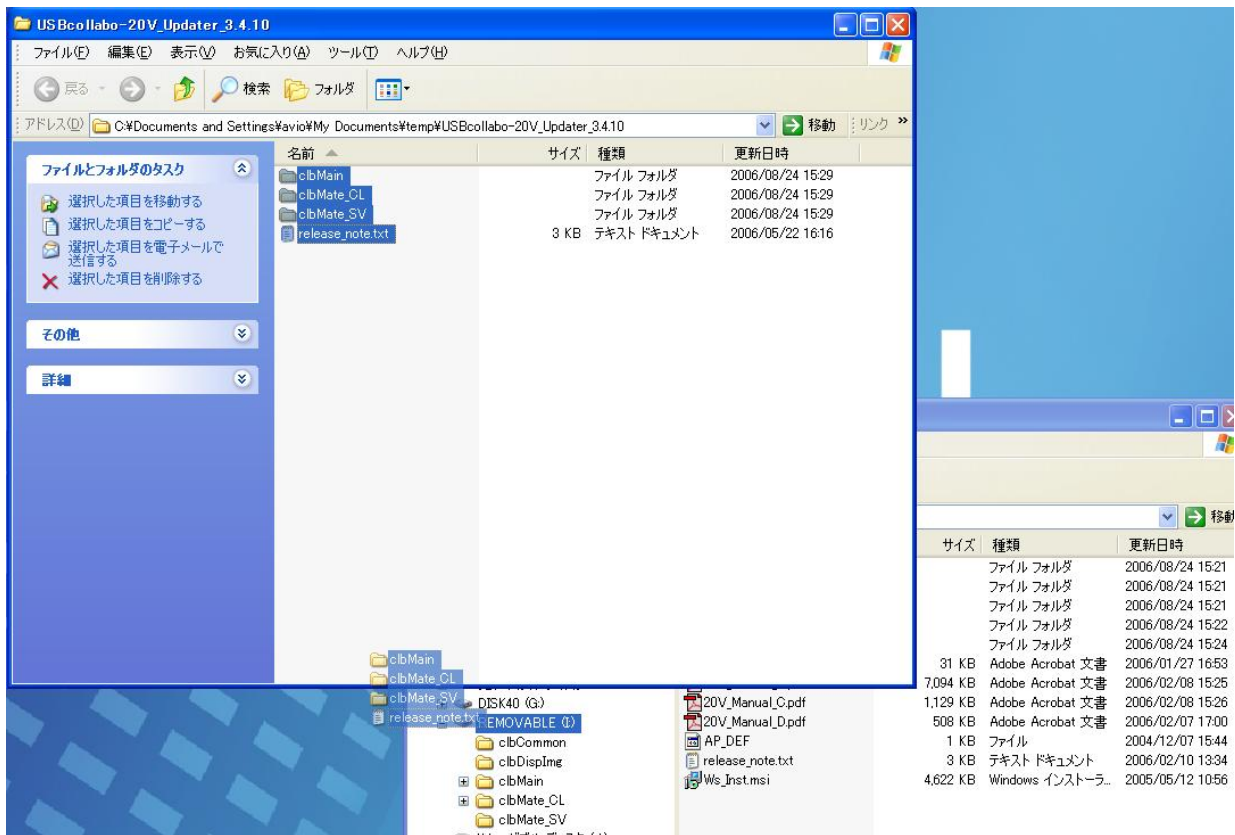 USBcollabo-20V_Updater_3.4.10
ファイル(F) 編集(E) 表示(V) お気に入り(A) ツール(T) ヘルプ(H)
戻る 検索 フォルダ
アドレス(D) C:¥Documents and Settings¥avio¥My Documents¥temp¥USBcollabo-20V_Updater_3.4.10 移動 リンク »
ファイルとフォルダのタスク
選択した項目を移動する
選択した項目をコピーする
選択した項目を電子メールで
送信する
選択した項目を削除する
その他
詳細
名前 サイズ 種類 更新日時
clbMain ファイル フォルダ 2006/08/24 15:29
clbMate_CL ファイル フォルダ 2006/08/24 15:29
clbMate_SV ファイル フォルダ 2006/08/24 15:29
release_note.txt 3 KB テキスト ドキュメント 2006/05/22 16:16
clbMain
clbMate_CL
clbMate_SV
release_note.txt
移動
サイズ 種類 更新日時
ファイル フォルダ 2006/08/24 15:21
ファイル フォルダ 2006/08/24 15:21
ファイル フォルダ 2006/08/24 15:21
ファイル フォルダ 2006/08/24 15:22
ファイル フォルダ 2006/08/24 15:24
31 KB Adobe Acrobat 文書 2006/01/27 16:53
7,094 KB Adobe Acrobat 文書 2006/02/08 15:25
DISK40 (G:) 20V_Manual_C.pdf 1,129 KB Adobe Acrobat 文書 2006/02/08 15:26
REMOVABLE (I:) 20V_Manual_D.pdf 508 KB Adobe Acrobat 文書 2006/02/07 17:00
clbCommon AP_DEF 1 KB ファイル 2004/12/07 15:44
clbDispImg release_note.txt 3 KB テキスト ドキュメント 2006/02/10 13:34
clbMain Ws_Inst.msi 4,622 KB Windows インストーラ... 2005/05/12 10:56
clbMate_CL
clbMate_SV